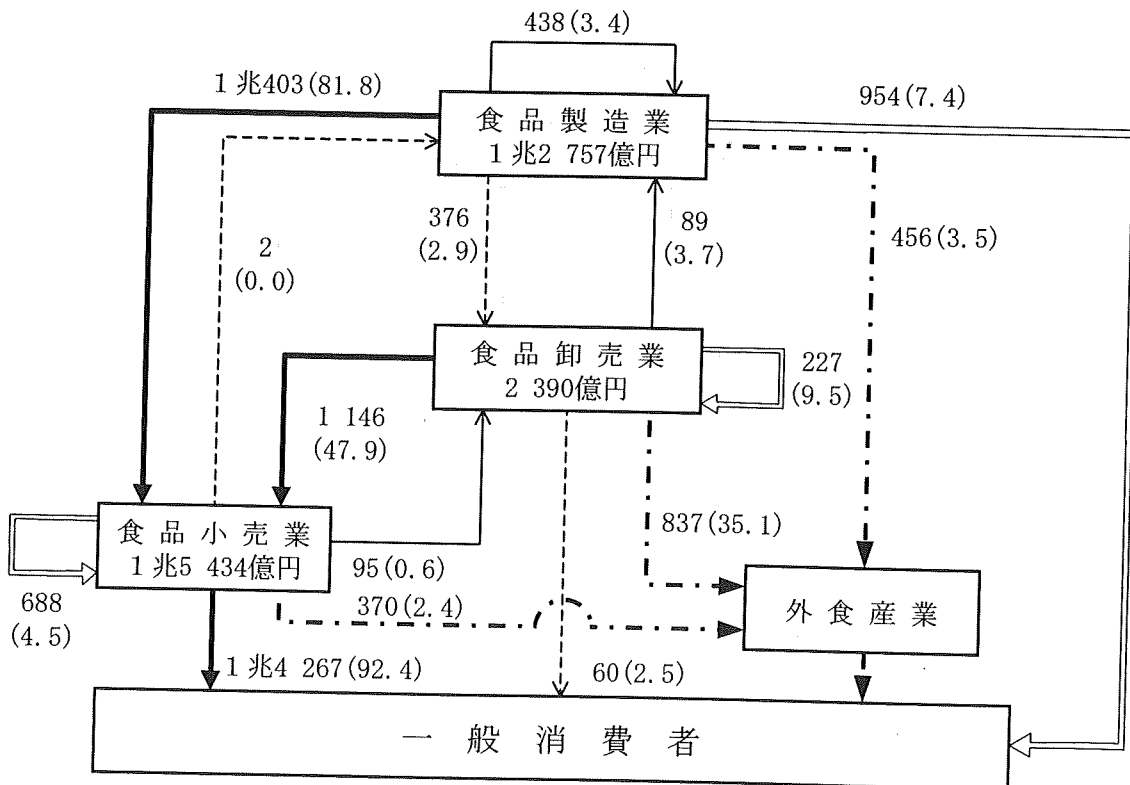 438(3.4)
1兆403(81.8)
954(7.4)
食品製造業
1兆2 757億円
376
(2.9)
89
(3.7)
456(3.5)
2
(0.0)
食品卸売業
2 390億円
227
(9.5)
1 146
(47.9)
食品小売業
1兆5 434億円
95(0.6)
837(35.1)
688
(4.5)
370(2.4)
外食産業
1兆4 267(92.4)
60(2.5)
一般消費者